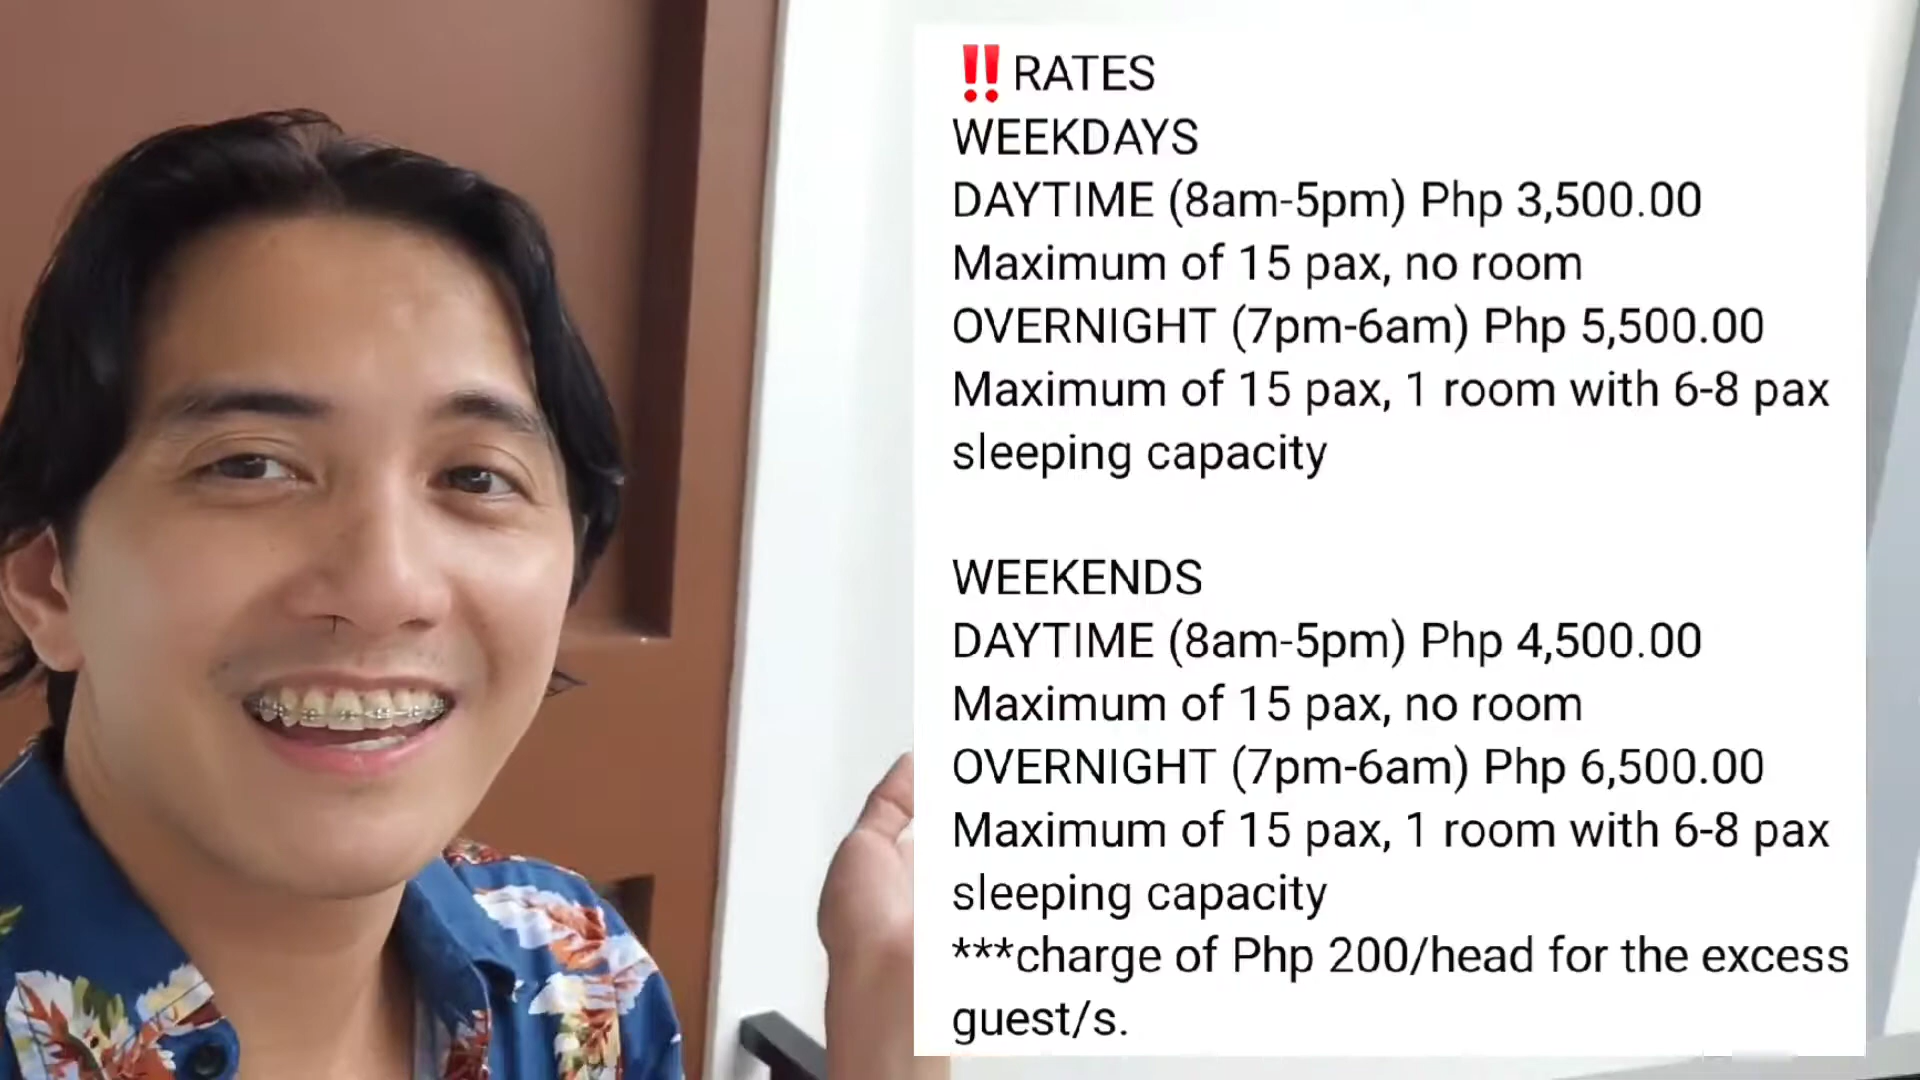 ‼️RATES
WEEKDAYS
DAYTIME (8am-5pm) Php 3,500.00
Maximum of 15 pax, no room
OVERNIGHT (7pm-6am) Php 5,500.00
Maximum of 15 pax, 1 room with 6-8 pax
sleeping capacity
WEEKENDS
DAYTIME (8am-5pm) Php 4,500.00
Maximum of 15 pax, no room
OVERNIGHT (7pm-6am) Php 6,500.00
Maximum of 15 pax, 1 room with 6-8 pax
sleeping capacity
***charge of Php 200/head for the excess
guest/s.